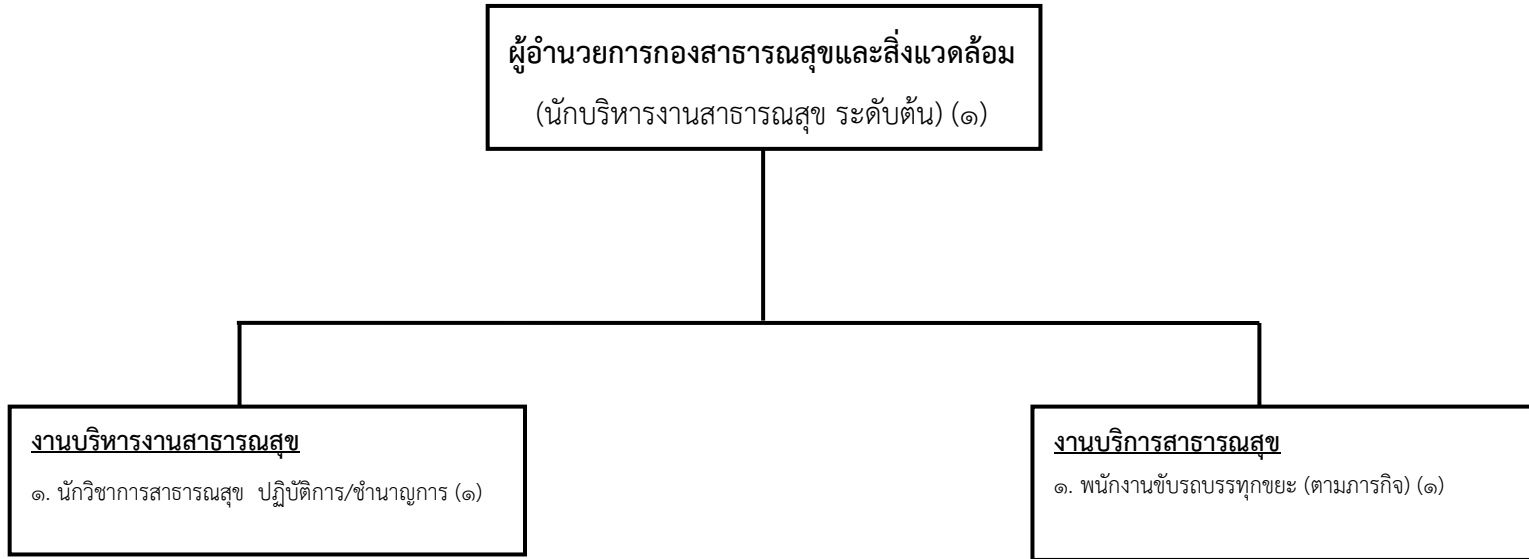 ผู้อำนวยการกองสาธารณสุขและสิ่งแวดล้อม
(นักบริหารงานสาธารณสุข ระดับต้น) (๑)
งานบริหารงานสาธารณสุข
๑. นักวิชาการสาธารณสุข ปฏิบัติการ/ชำนาญการ (๑)
งานบริการสาธารณสุข
๑. พนักงานขับรถบรรทุกขยะ (ตามภารกิจ) (๑)